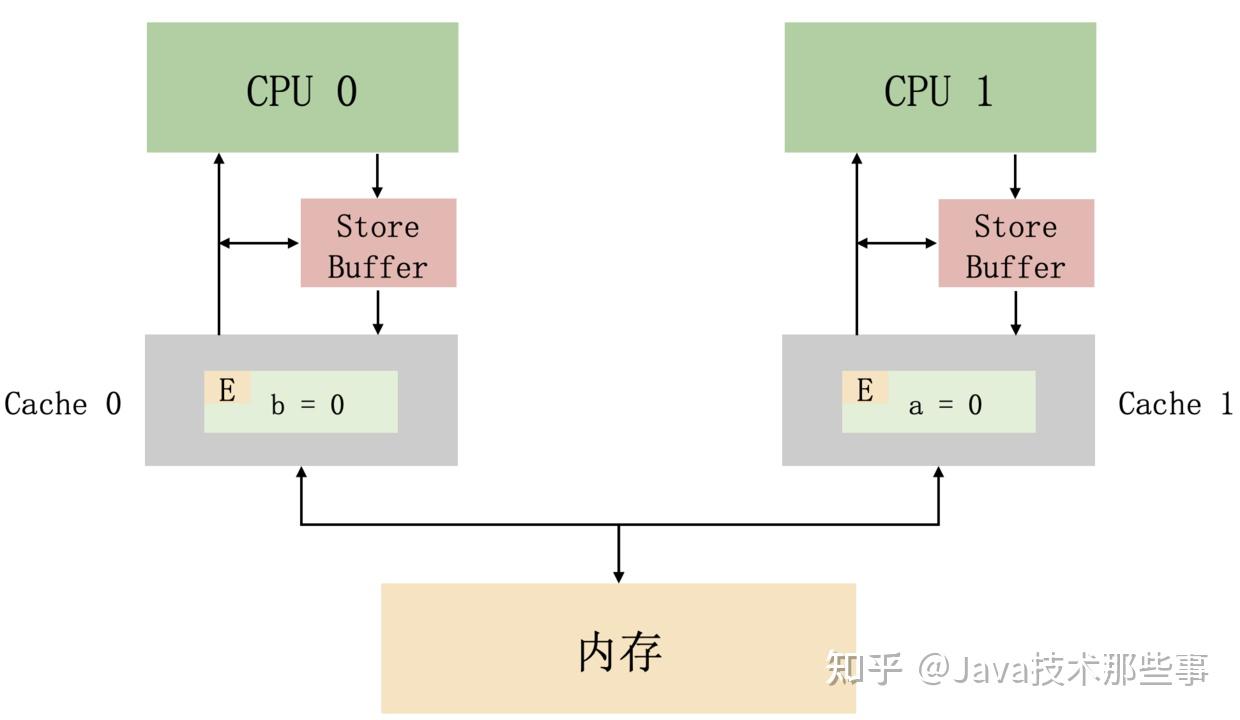 CPU 0
CPU 1
Store
Buffer
Store
Buffer
Cache 0
E
b = 0
E
a = 0
Cache 1
内存
知乎 @Java技术那些事